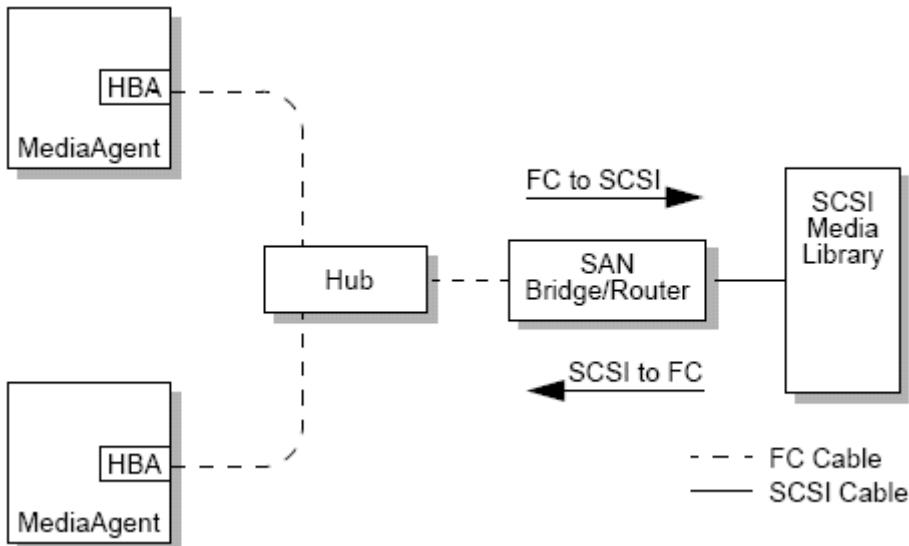 HBA
MediaAgent
FC to SCSI
SCSI
Media
Library
Hub
SAN
Bridge/Router
SCSI to FC
HBA
MediaAgent
FC Cable
SCSI Cable